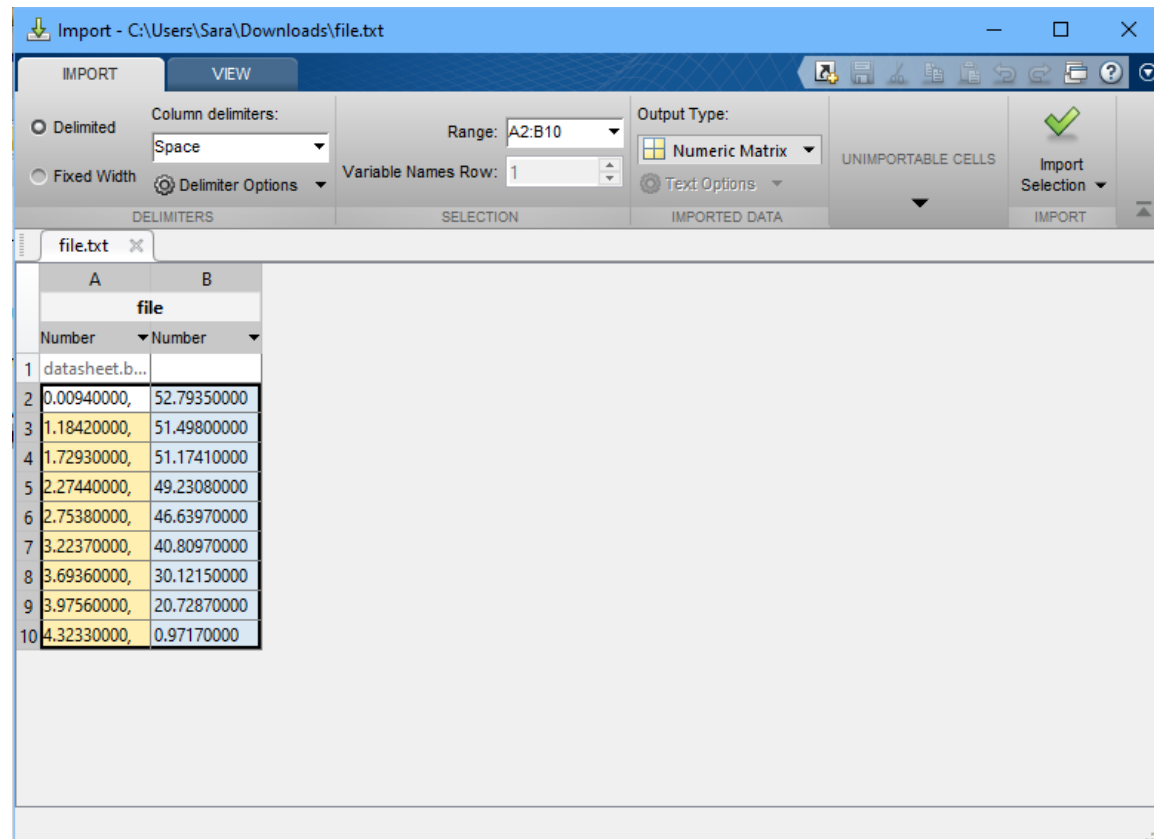 Import - C:\Users\Sara\Downloads\file.txt
IMPORT VIEW
Delimited
Fixed Width
Column delimiters:
Space
Delimiter Options
DELIMITERS
Range: A2:B10
Variable Names Row: 1
SELECTION
Output Type:
Numeric Matrix
Text Options
IMPORTED DATA
UNIMPORTABLE CELLS
Import
Selection
IMPORT
file.txt
A B
file
Number Number
1 datasheet.b...
2 0.00940000, 52.79350000
3 1.18420000, 51.49800000
4 1.72930000, 51.17410000
5 2.27440000, 49.23080000
6 2.75380000, 46.63970000
7 3.22370000, 40.80970000
8 3.69360000, 30.12150000
9 3.97560000, 20.72870000
10 4.32330000, 0.97170000